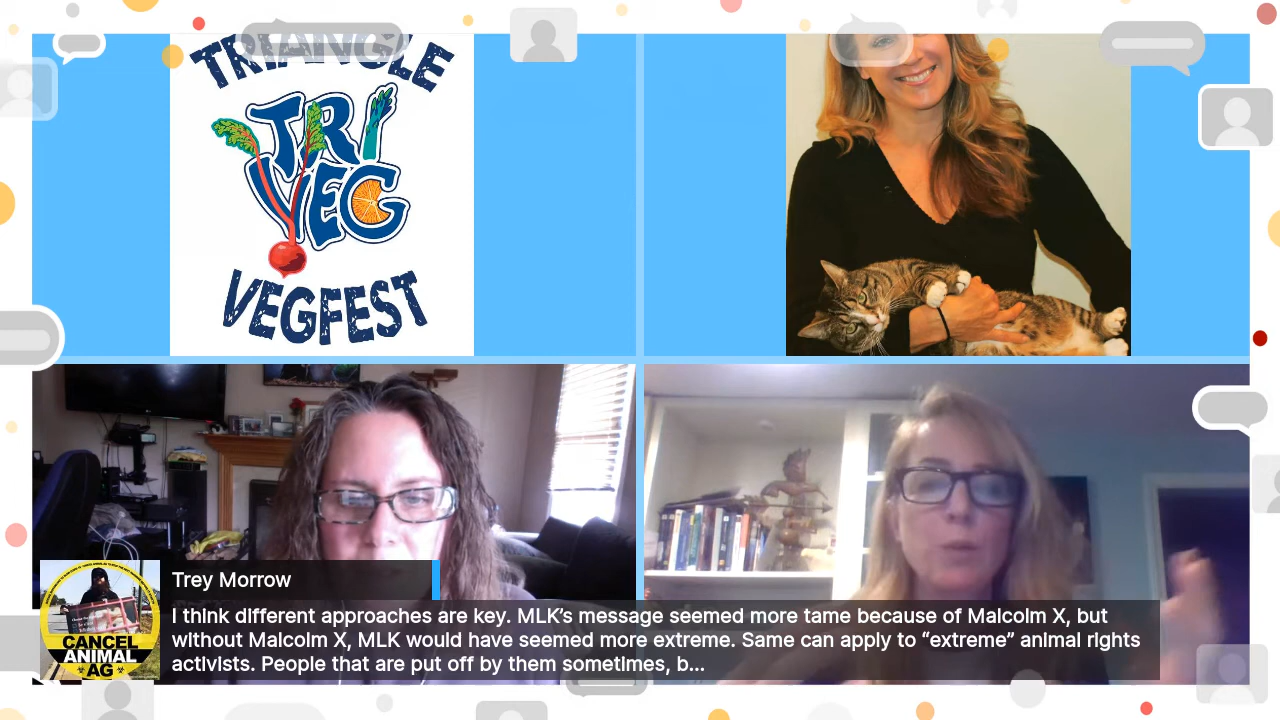 TRIANGLE
TRI
VEG
VEGFEST
Trey Morrow
I think different approaches are key. MLK's message seemed more tame because of Malcolm X, but
without Malcolm X, MLK would have seemed more extreme. Same can apply to “extreme” animal rights
activists. People that are put off by them sometimes, b...
CANCEL
ANIMAL
AG